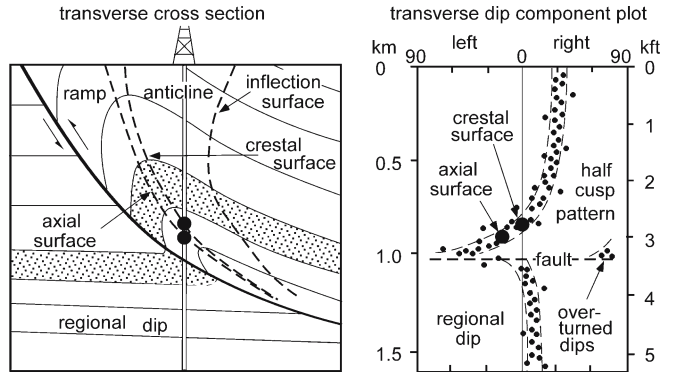 transverse cross section
ramp
anticline
inflection
surface
crestal
surface
axial
surface
regional dip
transverse dip component plot
km
left
right
kft
90
0
90
0
0
crestal
surface
1
0.5
axial
surface
half
cusp
pattern
2
3
1.0
fault
4
regional
dip
over-
turned
dips
1.5
5